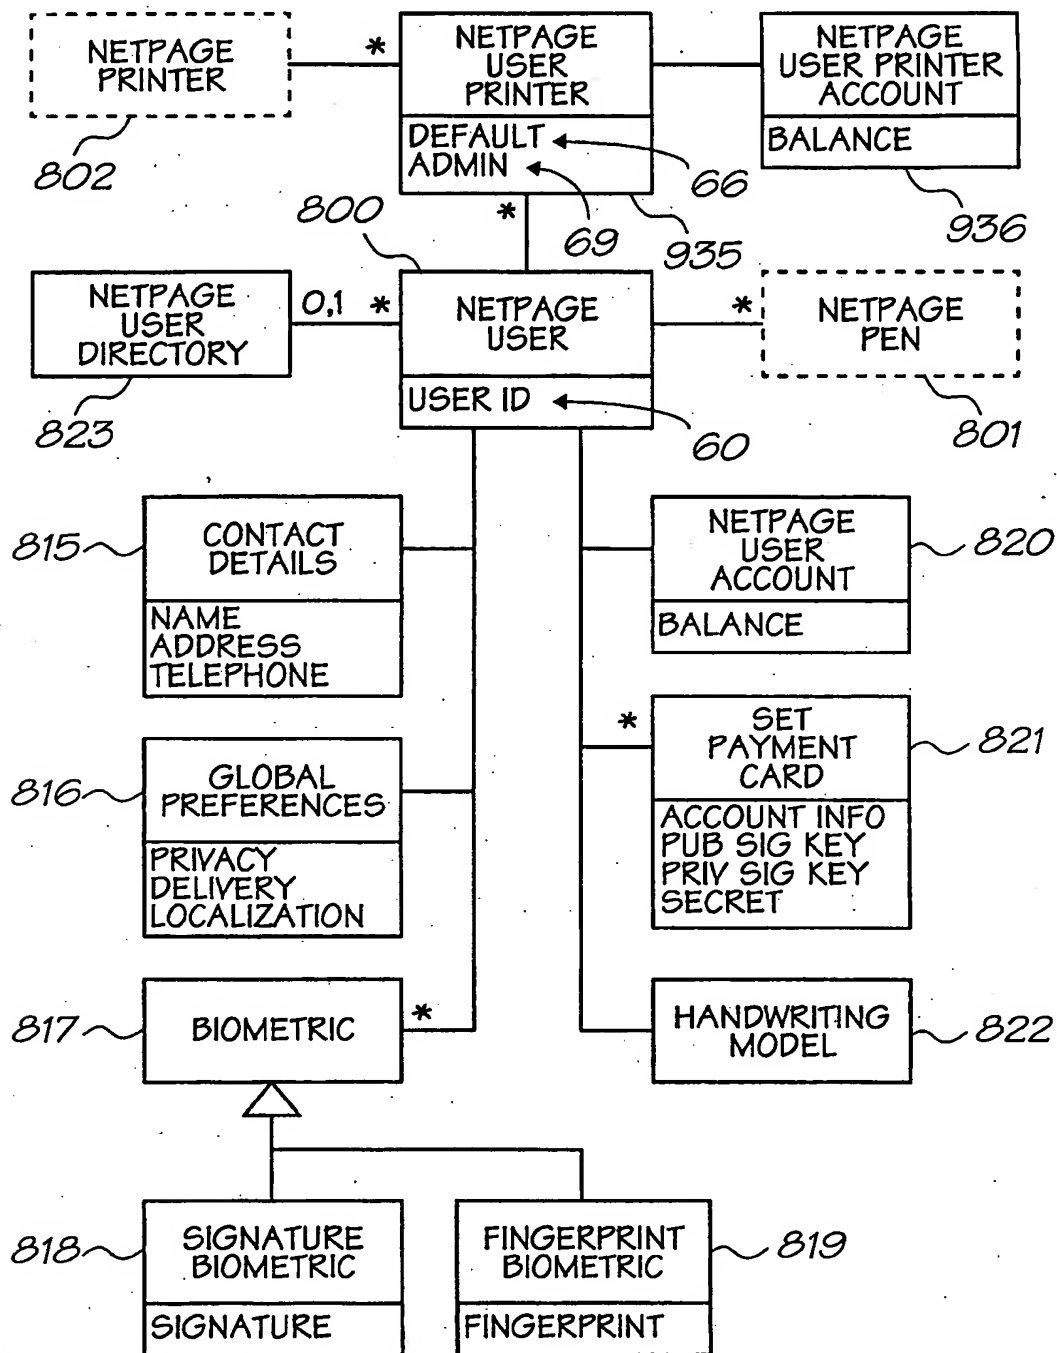 NETPAGE
PRINTER
802
*
NETPAGE
USER
PRINTER
DEFAULT
ADMIN
66
69
935
*
NETPAGE
USER PRINTER
ACCOUNT
BALANCE
936
800
NETPAGE
USER
DIRECTORY
823
0,1 *
NETPAGE
USER
USER ID
60
*
NETPAGE
PEN
801
815
CONTACT
DETAILS
NAME
ADDRESS
TELEPHONE
NETPAGE
USER
ACCOUNT
BALANCE
820
816
GLOBAL
PREFERENCES
PRIVACY
DELIVERY
LOCALIZATION
*
SET
PAYMENT
CARD
ACCOUNT INFO
PUB SIG KEY
PRIV SIG KEY
SECRET
821
817
BIOMETRIC
*
HANDWRITING
MODEL
822
818
SIGNATURE
BIOMETRIC
SIGNATURE
FINGERPRINT
BIOMETRIC
FINGERPRINT
819